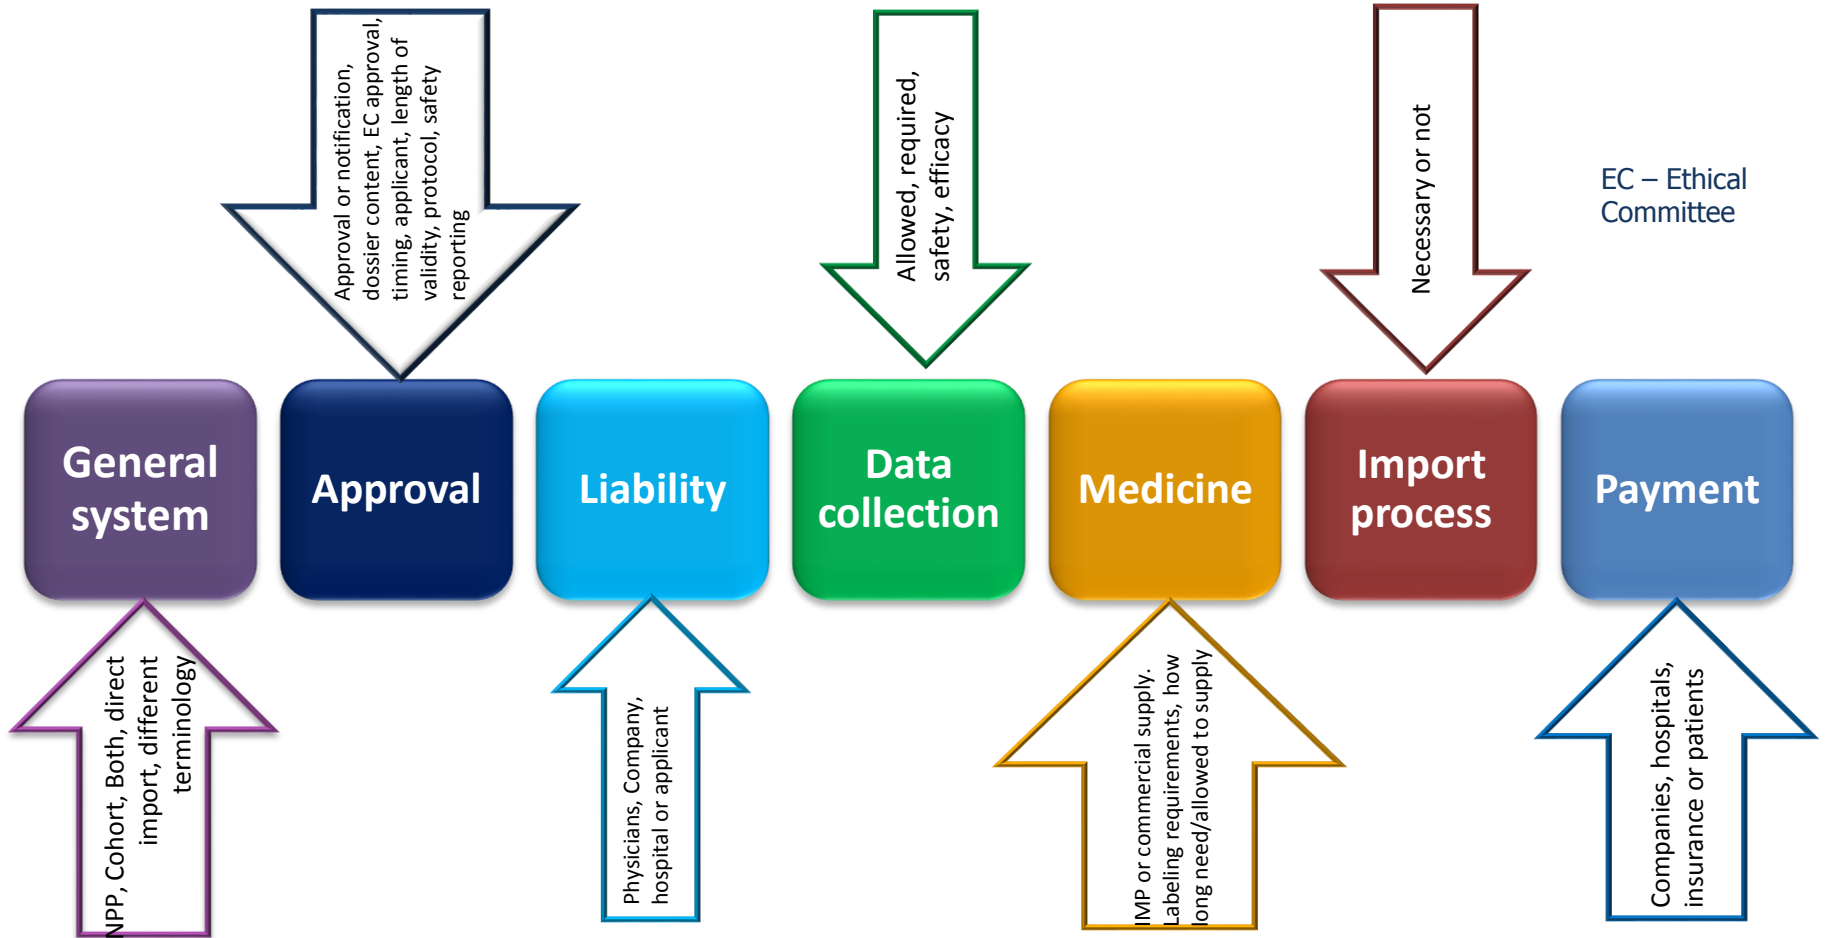 Approval or notification,
dossier content, EC approval,
timing, applicant, length of
validity, protocol, safety
reporting
Allowed, required,
safety, efficacy
Necessary or not
EC – Ethical
Committee
General
system
Approval
Liability
Data
collection
Medicine
Import
process
Payment
NPP, Cohort, Both, direct
import, different
terminology
Physicians, Company,
hospital or applicant
IMP or commercial supply.
Labeling requirements, how
long need/allowed to supply
Companies, hospitals,
insurance or patients